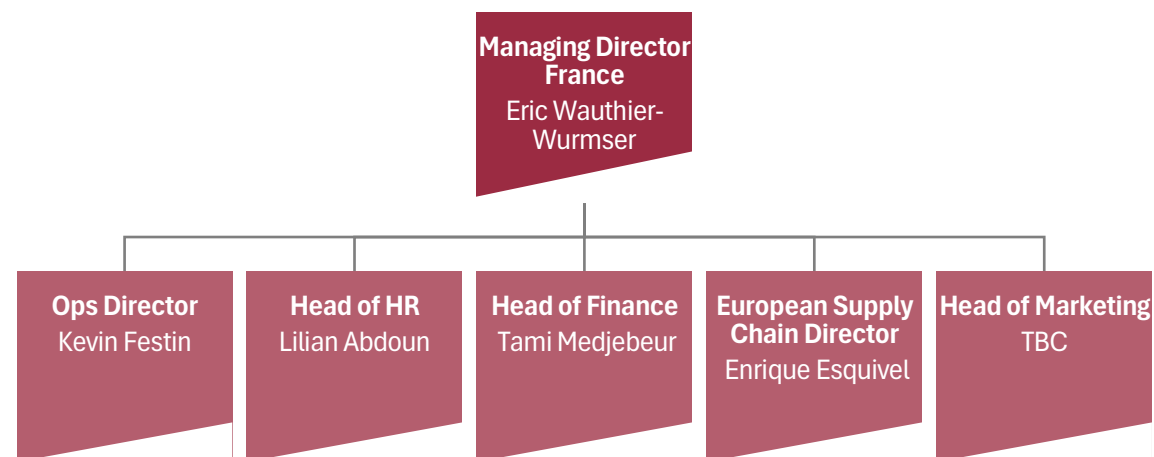 Managing Director
France
Eric Wauthier-
Wurmser
Ops Director
Kevin Festin
Head of HR
Lilian Abdoun
Head of Finance
Tami Medjebeur
European Supply
Chain Director
Enrique Esquivel
Head of Marketing
TBC